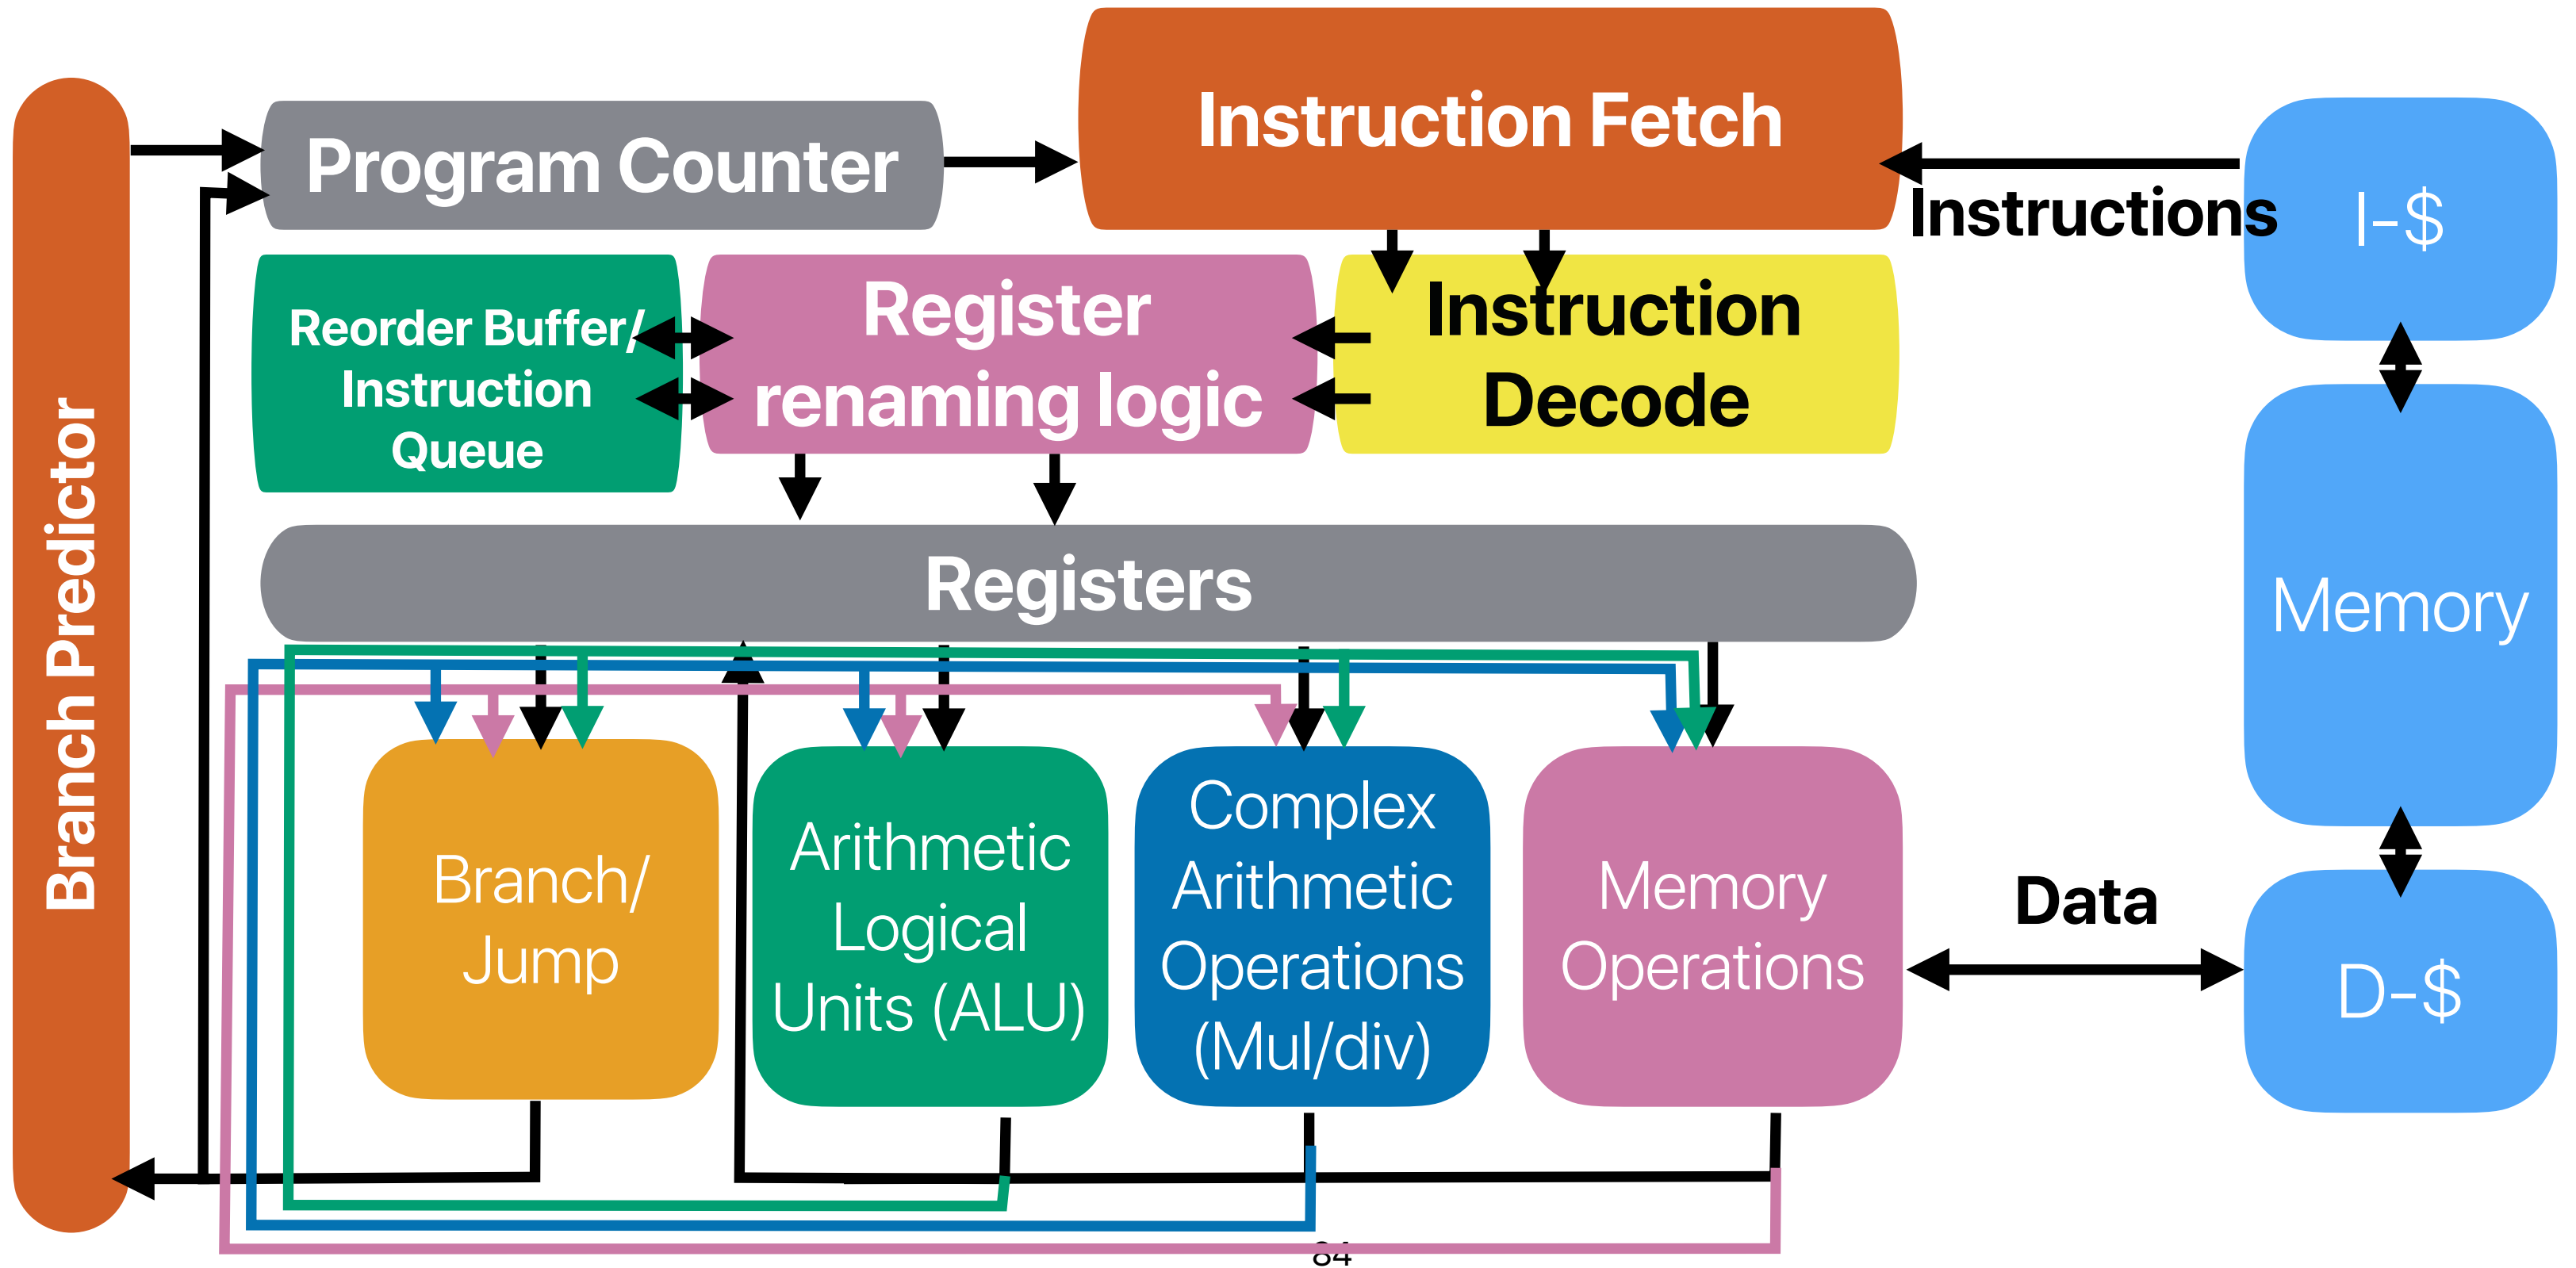 Branch Predictor
Program Counter
Instruction Fetch
Instructions
I-$
Reorder Buffer/
Instruction
Queue
Register
renaming logic
Instruction
Decode
Registers
Memory
Branch/
Jump
Arithmetic
Logical
Units (ALU)
Complex
Arithmetic
Operations
(Mul/div)
Memory
Operations
Data
D-$
84